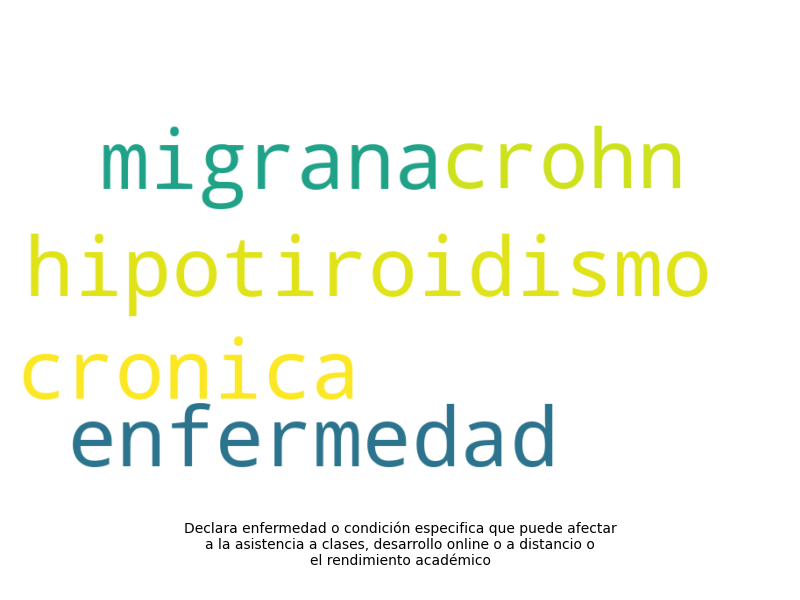 migrana crohn
hipotiroidismo
cronica
enfermedad
Declara enfermedad o condición especifica que puede afectar
a la asistencia a clases, desarrollo online o a distancio o
el rendimiento académico